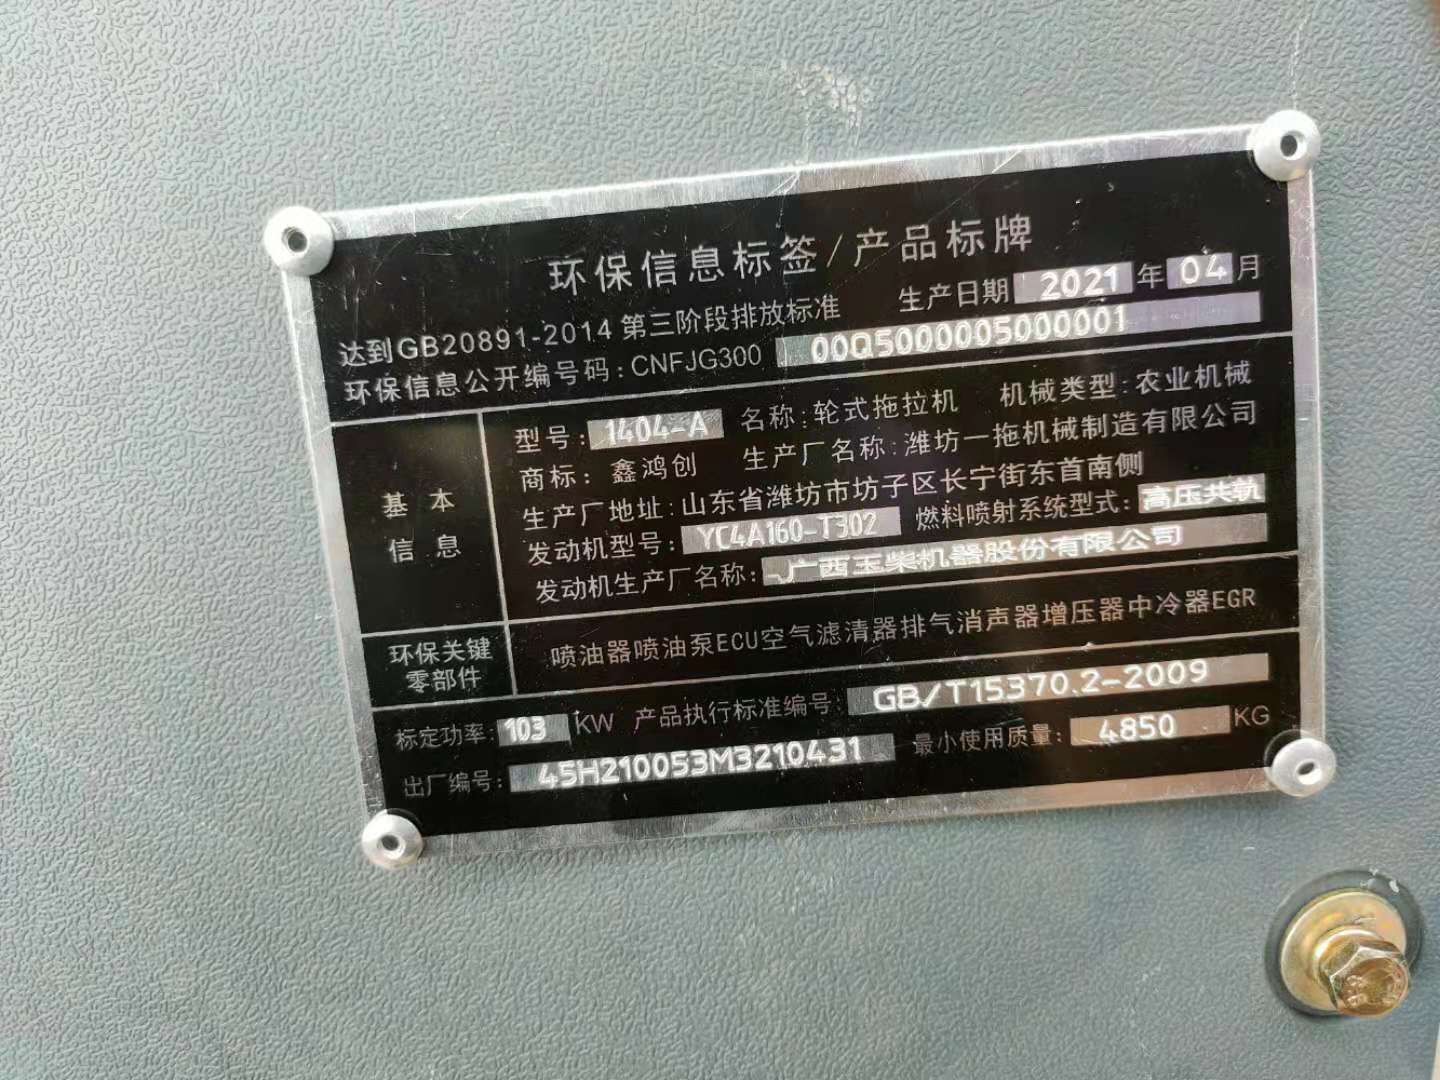 环保信息标签/产品标牌
达到GB20891-2014第三阶段排放标准 生产日期 2021 年 04 月
环保信息公开编号码:CNFJG300 00Q5000005000001
基本信息
型号: 1404-A 名称:轮式拖拉机 机械类型:农业机械
商标: 鑫鸿创 生产厂名称:潍坊一拖机械制造有限公司
生产厂地址:山东省潍坊市坊子区长宁街东首南侧
发动机型号: YC4A160-T302 燃料喷射系统型式: 高压共轨
发动机生产厂名称: 广西玉柴机器股份有限公司
环保关键零部件
喷油器喷油泵ECU空气滤清器排气消声器增压器中冷器EGR
标定功率: 103 KW 产品执行标准编号: GB/T15370.2-2009
出厂编号: 45H210053M3210431 最小使用质量: 4850 KG